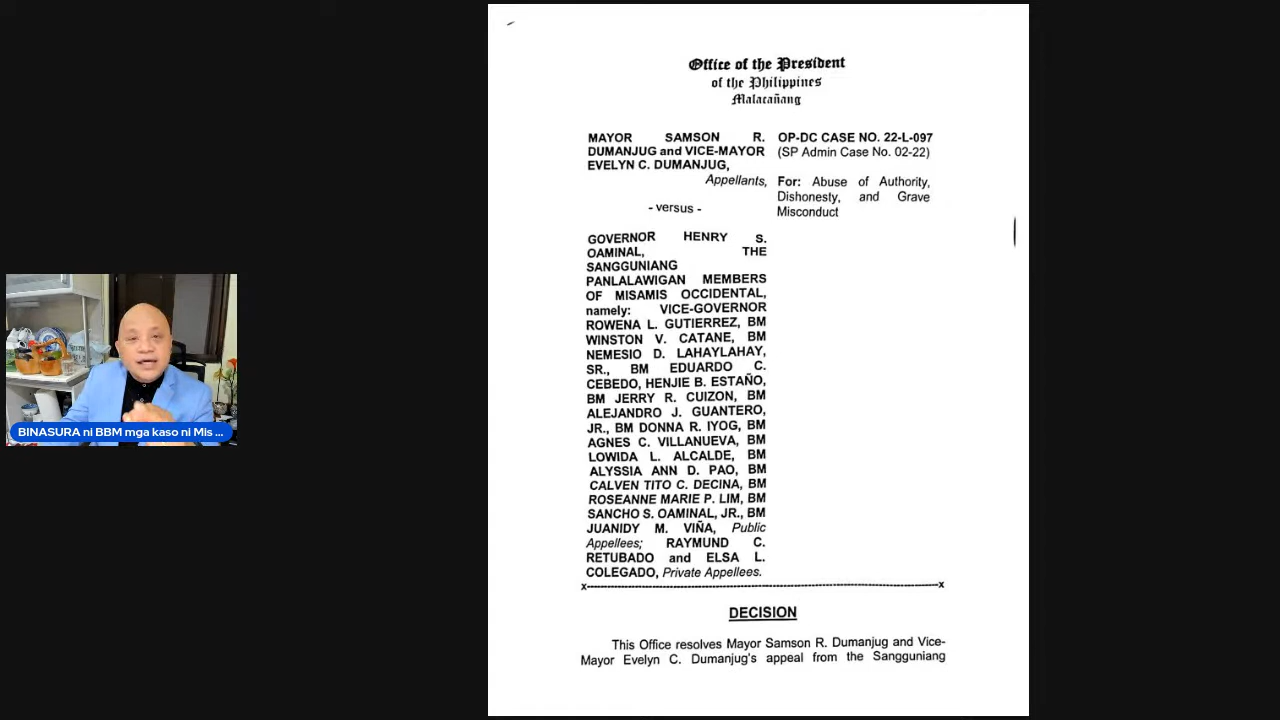 BINASURA ni BBM mga kaso ni Mis ...
Office of the President
of the Philippines
Malacañang
MAYOR SAMSON R.
DUMANJUG and VICE-MAYOR
EVELYN C. DUMANJUG,
Appellants,
- versus -
GOVERNOR HENRY S.
OAMINAL, THE
SANGGUNIANG
PANLALAWIGAN MEMBERS
OF MISAMIS OCCIDENTAL,
namely: VICE-GOVERNOR
ROWENA L. GUTIERREZ, BM
WINSTON V. CATANE, BM
NEMESIO D. LAHAYLAHAY,
SR., BM EDUARDO C.
CEBEDO, HENJIE B. ESTAÑO,
BM JERRY R. CUIZON, BM
ALEJANDRO J. GUANTERO,
JR., BM DONNA R. IYOG, BM
AGNES C. VILLANUEVA, BM
LOWIDA L. ALCALDE, BM
ALYSSIA ANN D. PAO, BM
CALVEN TITO C. DECINA, BM
ROSEANNE MARIE P. LIM, BM
SANCHO S. OAMINAL, JR., BM
JUANIDY M. VIÑA, Public
Appellees; RAYMUND C.
RETUBADO and ELSA L.
COLEGADO, Private Appellees.
OP-DC CASE NO. 22-L-097
(SP Admin Case No. 02-22)
For: Abuse of Authority,
Dishonesty, and Grave
Misconduct
x-----------------------------------------------------------------------x
DECISION
This Office resolves Mayor Samson R. Dumanjug and Vice-
Mayor Evelyn C. Dumanjug's appeal from the Sangguniang